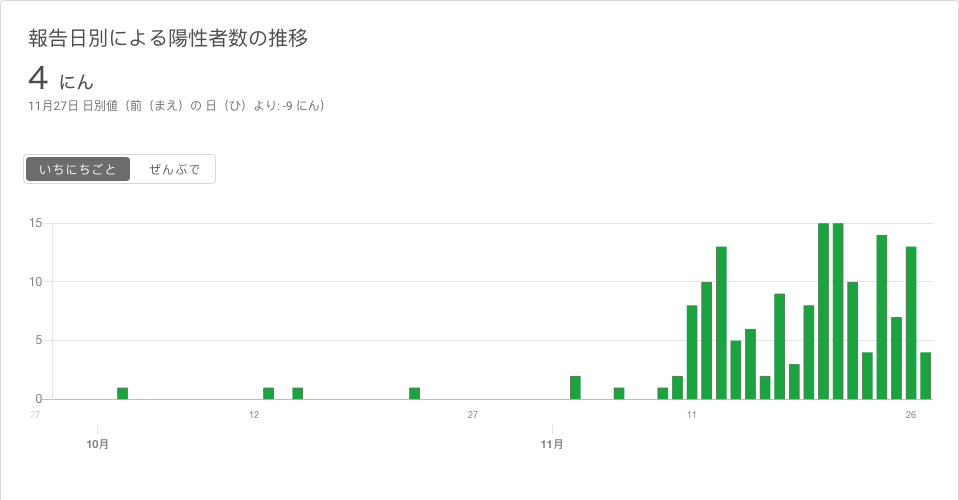 報告日別による陽性者数の推移
4 にん
11月27日 日別値（前（まえ）の 日（ひ）より: -9 にん）
いちにちごと ぜんぶで
15
10
5
0
27 12 27 11 26
10月 11月